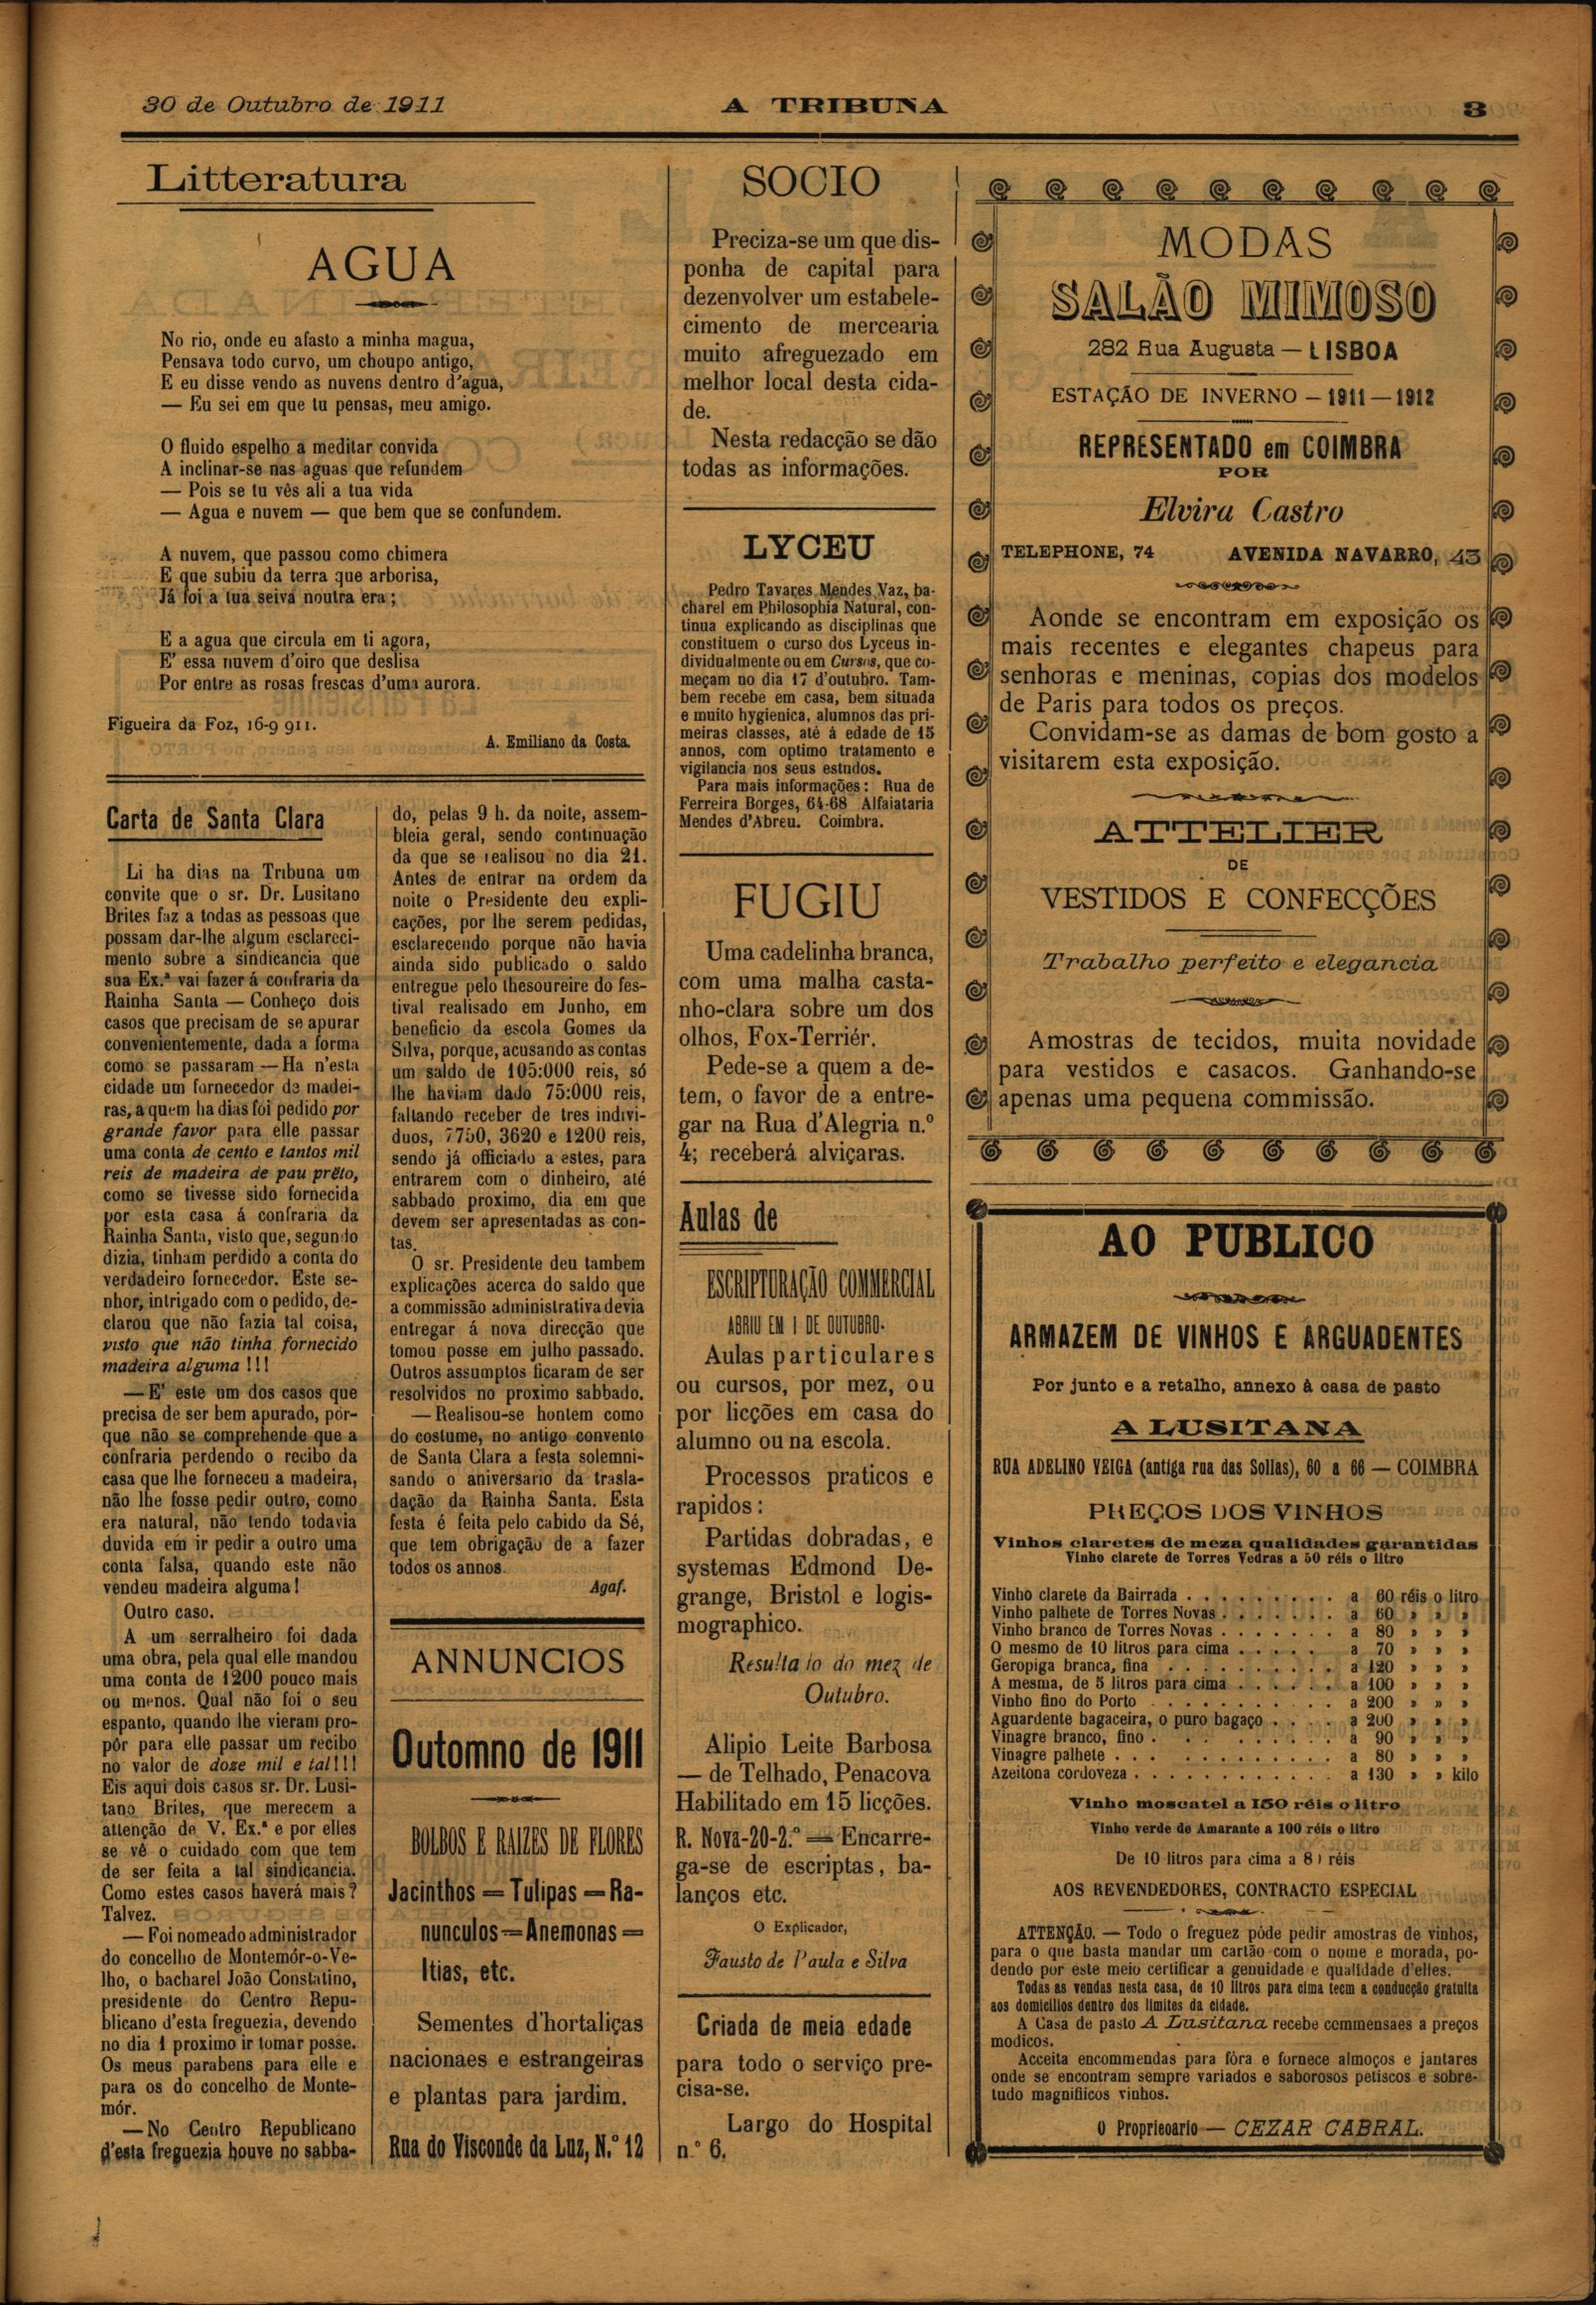 30 de Outubro de 1911
A TRIBUNA
3
Litteratura
AGUA
No rio, onde eu afasto a minha magua,
Pensava todo curvo, um choupo antigo,
E eu disse vendo as nuvens dentro d'agua,
— Eu sei em que tu pensas, meu amigo.
O fluido espelho a meditar convida
A inclinar-se nas aguas que refundem
— Pois se tu vês ali a tua vida
— Agua e nuvem — que bem que se confundem.
A nuvem, que passou como chimera
E que subiu da terra que arborisa,
Já foi a tua seiva noutra era;
E a agua que circula em ti agora,
E' essa nuvem d'oiro que deslisa
Por entre as rosas frescas d'uma aurora.
Figueira da Foz, 16-9 911.
A. Emiliano da Costa.
Carta de Santa Clara
Li ha dias na Tribuna um
convite que o sr. Dr. Lusitano
Brites faz a todas as pessoas que
possam dar-lhe algum esclareci-
mento sobre a sindicancia que
sua Ex.ª vai fazer á confraria da
Rainha Santa — Conheço dois
casos que precisam de se apurar
convenientemente, dada a forma
como se passaram — Ha n'esta
cidade um fornecedor de madei-
ras, a quem ha dias foi pedido por
grande favor para elle passar
uma conta de cento e tantos mil
reis de madeira de pau prêto,
como se tivesse sido fornecida
por esta casa á confraria da
Rainha Santa, visto que, segundo
dizia, tinham perdido a conta do
verdadeiro fornecedor. Este se-
nhor, intrigado com o pedido, de-
clarou que não fazia tal coisa,
visto que não tinha fornecido
madeira alguma!!!
— E' este um dos casos que
precisa de ser bem apurado, por-
que não se comprehende que a
confraria perdendo o recibo da
casa que lhe forneceu a madeira,
não lhe fosse pedir outro, como
era natural, não tendo todavia
duvida em ir pedir a outro uma
conta falsa, quando este não
vendeu madeira alguma!
Outro caso.
A um serralheiro foi dada
uma obra, pela qual elle mandou
uma conta de 1200 pouco mais
ou menos. Qual não foi o seu
espanto, quando lhe vieram pro-
pôr para elle passar um recibo
no valor de doze mil e tal!!!
Eis aqui dois casos sr. Dr. Lusi-
tano Brites, que merecem a
attenção de V. Ex.ª e por elles
se vê o cuidado com que tem
de ser feita a tal sindicancia.
Como estes casos haverá mais?
Talvez.
— Foi nomeado administrador
do concelho de Montemór-o-Ve-
lho, o bacharel João Constatino,
presidente do Centro Repu-
blicano d'esta freguezia, devendo
no dia 1 proximo ir tomar posse.
Os meus parabens para elle e
para os do concelho de Monte-
mór.
— No Centro Republicano
d'esta freguezia houve no sabba-
do, pelas 9 h. da noite, assem-
bleia geral, sendo continuação
da que se realisou no dia 21.
Antes de entrar na ordem da
noite o Presidente deu expli-
cações, por lhe serem pedidas,
esclarecendo porque não havia
ainda sido publicado o saldo
entregue pelo thesoureire do fes-
tival realisado em Junho, em
beneficio da escola Gomes da
Silva, porque, acusando as contas
um saldo de 105:000 reis, só
lhe haviam dado 75:000 reis,
faltando receber de tres indivi-
duos, 7750, 3620 e 1200 reis,
sendo já officiado a estes, para
entrarem com o dinheiro, até
sabbado proximo, dia em que
devem ser apresentadas as con-
tas.
O sr. Presidente deu tambem
explicações acerca do saldo que
a commissão administrativa devia
entregar á nova direcção que
tomou posse em julho passado.
Outros assumptos ficaram de ser
resolvidos no proximo sabbado.
— Realisou-se hontem como
do costume, no antigo convento
de Santa Clara a festa solemni-
sando o aniversario da trasla-
dação da Rainha Santa. Esta
festa é feita pelo cabido da Sé,
que tem obrigação de a fazer
todos os annos.
Agaf.
ANNUNCIOS
Outomno de 1911
BOLBOS E RAIZES DE FLORES
Jacinthos = Tulipas = Ra-
nunculos = Anemonas =
Itias, etc.
Sementes d'hortaliças
nacionaes e estrangeiras
e plantas para jardim.
Rua do Visconde da Luz, N.º 12
SOCIO
Preciza-se um que dis-
ponha de capital para
dezenvolver um estabele-
cimento de mercearia
muito afreguezado em
melhor local desta cida-
de.
Nesta redacção se dão
todas as informações.
LYCEU
Pedro Tavares Mendes Vaz, ba-
charel em Philosophia Natural, con-
tinua explicando as disciplinas que
constituem o curso dos Lyceus in-
dividualmente ou em Cursos, que co-
meçam no dia 17 d'outubro. Tam-
bem recebe em casa, bem situada
e muito hygienica, alumnos das pri-
meiras classes, até á edade de 15
annos, com optimo tratamento e
vigilancia nos seus estudos.
Para mais informações: Rua de
Ferreira Borges, 64-68 Alfaiataria
Mendes d'Abreu. Coimbra.
FUGIU
Uma cadelinha branca,
com uma malha casta-
nho-clara sobre um dos
olhos, Fox-Terriér.
Pede-se a quem a de-
tem, o favor de a entre-
gar na Rua d'Alegria n.º
4; receberá alviçaras.
Aulas de
ESCRIPTURAÇÃO COMMERCIAL
ABRIU EM 1 DE OUTUBRO.
Aulas particulares
ou cursos, por mez, ou
por licções em casa do
alumno ou na escola.
Processos praticos e
rapidos:
Partidas dobradas, e
systemas Edmond De-
grange, Bristol e logis-
mographico.
Resultado do mez de
Outubro.
Alipio Leite Barbosa
— de Telhado, Penacova
Habilitado em 15 licções.
R. Nova-20-2.º — Encarre-
ga-se de escriptas, ba-
lanços etc.
O Explicador,
Fausto de Paula e Silva
Criada de meia edade
para todo o serviço pre-
cisa-se.
Largo do Hospital
n.º 6.
MODAS
SALÃO MIMOSO
282 Rua Augusta — LISBOA
ESTAÇÃO DE INVERNO — 1911 — 1912
REPRESENTADO em COIMBRA
POR
Elvira Castro
TELEPHONE, 74 AVENIDA NAVARRO, 43
Aonde se encontram em exposição os
mais recentes e elegantes chapeus para
senhoras e meninas, copias dos modelos
de Paris para todos os preços.
Convidam-se as damas de bom gosto a
visitarem esta exposição.
ATTELIER
DE
VESTIDOS E CONFECÇÕES
Trabalho perfeito e elegancia
Amostras de tecidos, muita novidade
para vestidos e casacos. Ganhando-se
apenas uma pequena commissão.
AO PUBLICO
ARMAZEM DE VINHOS E ARGUADENTES
Por junto e a retalho, annexo á casa de pasto
A LUSITANA
RUA ADELINO VEIGA (antiga rua das Sollas), 60 a 66 — COIMBRA
PREÇOS DOS VINHOS
Vinhos claretes de meza qualidades garantidas
Vinho clarete de Torres Vedras a 50 réis o litro
Vinho clarete da Bairrada . . . . . . . . . a 60 réis o litro
Vinho palhete de Torres Novas . . . . . . . a 60 » » »
Vinho branco de Torres Novas . . . . . . . a 80 » » »
O mesmo de 10 litros para cima . . . . . a 70 » » »
Geropiga branca, fina . . . . . . . . . . a 120 » » »
A mesma, de 5 litros para cima . . . . . . a 100 » » »
Vinho fino do Porto . . . . . . . . . . . a 200 » » »
Aguardente bagaceira, o puro bagaço . . . . a 200 » » »
Vinagre branco, fino . . . . . . . . . a 90 » » »
Vinagre palhete . . . . . . . . . . . . a 80 » » »
Azeitona cordoveza . . . . . . . . . . . . a 130 » » kilo
Vinho moscatel a 150 réis o litro
Vinho verde de Amarante a 100 réis o litro
De 10 litros para cima a 80 réis
AOS REVENDEDORES, CONTRACTO ESPECIAL
ATTENÇÃO. — Todo o freguez póde pedir amostras de vinhos,
para o que basta mandar um cartão com o nome e morada, po-
dendo por este meio certificar a genuidade e qualidade d'elles.
Todas as vendas nesta casa, de 10 litros para cima teem a conducção gratuita
aos domicilios dentro dos limites da cidade.
A Casa de pasto A Lusitana recebe commensaes a preços
modicos.
Acceita encommendas para fóra e fornece almoços e jantares
onde se encontram sempre variados e saborosos petiscos e sobre-
tudo magnificos vinhos.
O Proprieoario — CEZAR CABRAL.